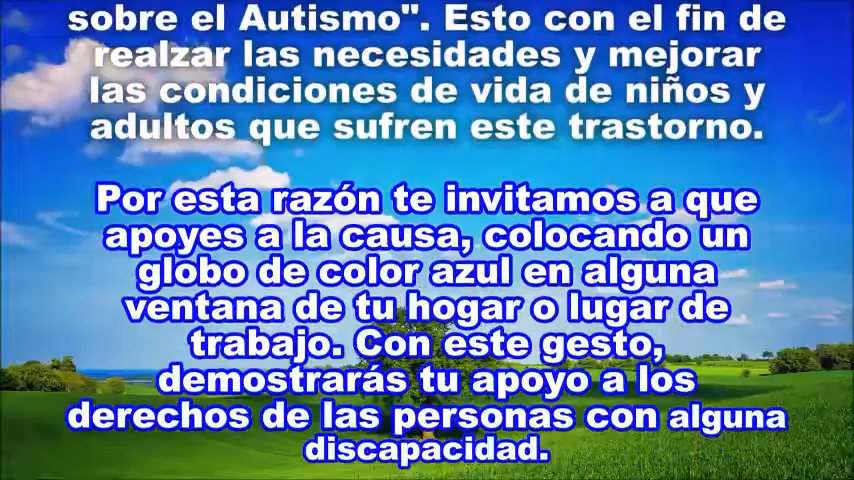 sobre el Autismo". Esto con el fin de
realzar las necesidades y mejorar
las condiciones de vida de niños y
adultos que sufren este trastorno.
Por esta razón te invitamos a que
apoyes a la causa, colocando un
globo de color azul en alguna
ventana de tu hogar o lugar de
trabajo. Con este gesto,
demostrarás tu apoyo a los
derechos de las personas con alguna
discapacidad.